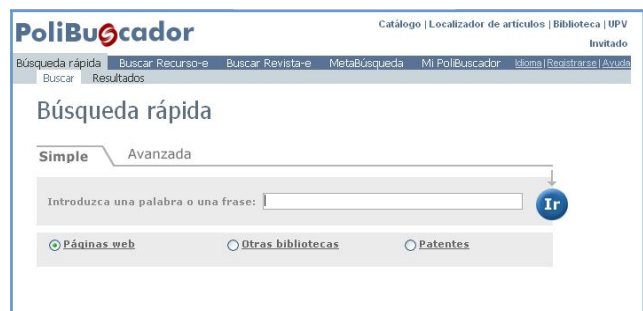 PoliBuscador
Catálogo | Localizador de artículos | Biblioteca | UPV
Invitado
Búsqueda rápida Buscar Recurso-e Buscar Revista-e MetaBúsqueda Mi PoliBuscador Idioma | Registrarse | Ayuda
Buscar Resultados
Búsqueda rápida
Simple Avanzada
Introduzca una palabra o una frase: Ir
Páginas web Otras bibliotecas Patentes